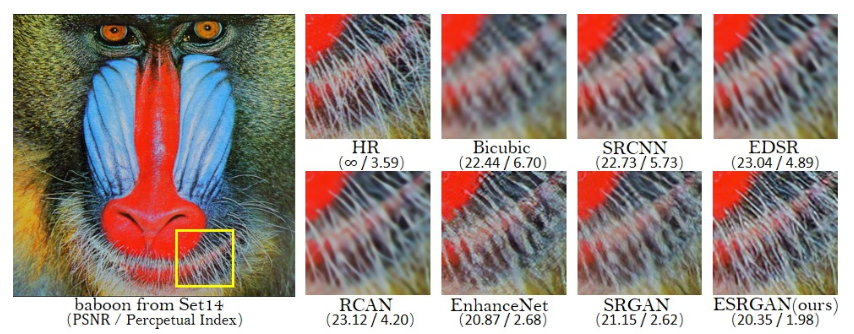 HR
(∞ / 3.59)
Bicubic
(22.44 / 6.70)
SRCNN
(22.73 / 5.73)
EDSR
(23.04 / 4.89)
baboon from Set14
(PSNR / Percpetual Index)
RCAN
(23.12 / 4.20)
EnhanceNet
(20.87 / 2.68)
SRGAN
(21.15 / 2.62)
ESRGAN(ours)
(20.35 / 1.98)